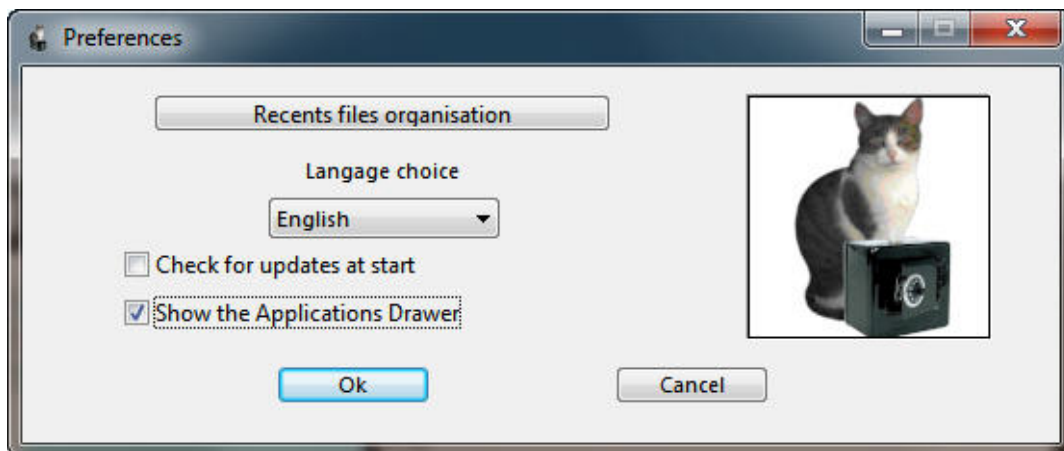 Preferences
Recents files organisation
Langage choice
English
Check for updates at start
Show the Applications Drawer
Ok
Cancel